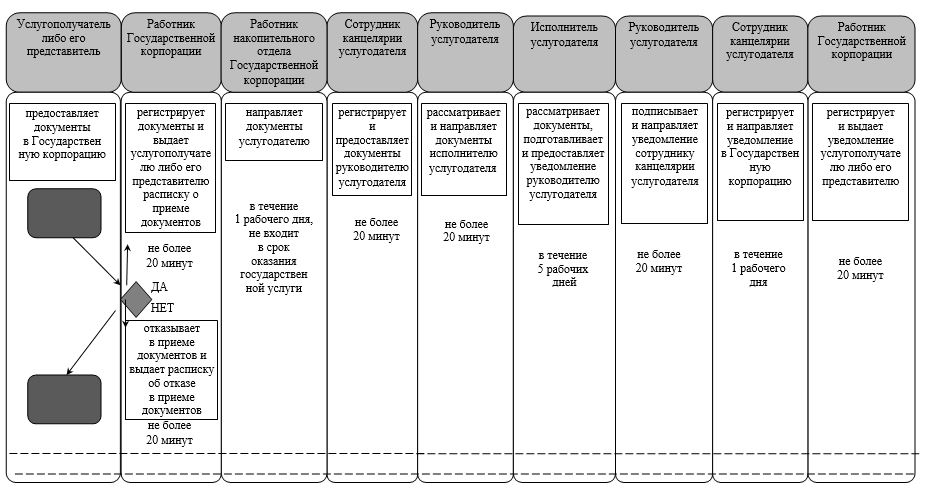 Услугополучатель
либо его
представитель
Работник
Государственной
корпорации
Работник
накопительного
отдела
Государственной
корпорации
Сотрудник
канцелярии
услугодателя
Руководитель
услугодателя
Исполнитель
услугодателя
Руководитель
услугодателя
Сотрудник
канцелярии
услугодателя
Работник
Государственной
корпорации
предоставляет
документы
в Государствен
ную корпорацию
регистрирует
документы и
выдает
услугополучате
лю либо его
представителю
расписку о
приеме
документов
не более
20 минут
ДА
НЕТ
отказывает
в приеме
документов и
выдает расписку
об отказе
в приеме
документов
не более
20 минут
направляет
документы
услугодателю
в течение
1 рабочего дня,
не входит
в срок
оказания
государствен
ной услуги
регистрирует
и
предоставляет
документы
руководителю
услугодателя
не более
20 минут
рассматривает
и направляет
документы
исполнителю
услугодателя
не более
20 минут
рассматривает
документы,
подготавливает
и предоставляет
уведомление
руководителю
услугодателя
в течение
5 рабочих
дней
подписывает
и направляет
уведомление
сотруднику
канцелярии
услугодателя
не более
20 минут
регистрирует
и направляет
уведомление
в Государствен
ную
корпорацию
в течение
1 рабочего
дня
регистрирует
и выдает
уведомление
услугополучате
лю либо его
представителю
не более
20 минут